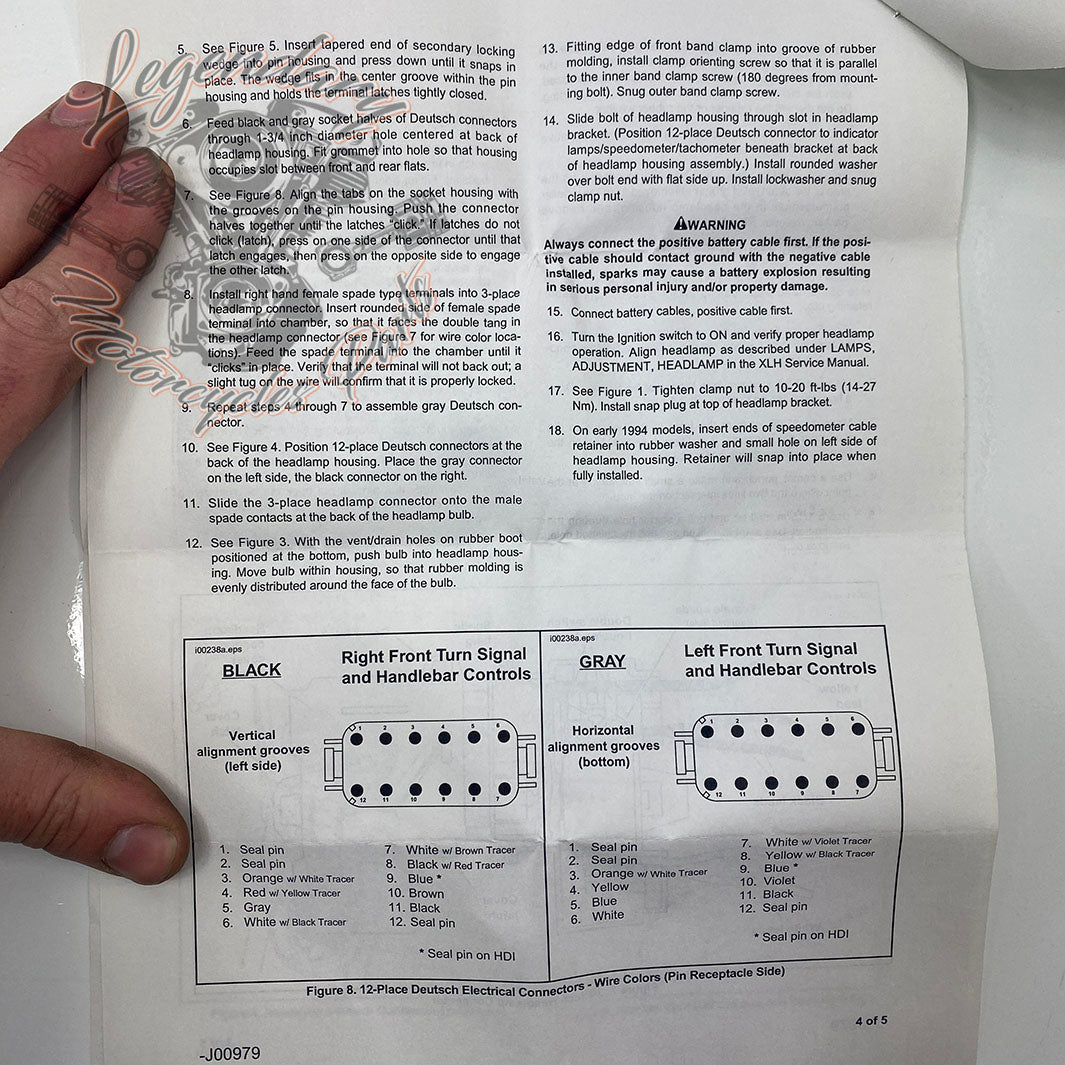 5. See Figure 5. Insert tapered end of secondary locking
wedge into pin housing and press down until it snaps in
place. The wedge fits in the center groove within the pin
housing and holds the terminal latches tightly closed.
6. Feed black and gray socket halves of Deutsch connectors
through 1-3/4 inch diameter hole centered at back of
headlamp housing. Fit grommet into hole so that housing
occupies slot between front and rear flats.
7. See Figure 8. Align the tabs on the socket housing with
the grooves on the pin housing. Push the connector
halves together until the latches "click." If latches do not
click (latch), press on one side of the connector until that
latch engages, then press on the opposite side to engage
the other latch.
8. Install right hand female spade type terminals into 3-place
headlamp connector. Insert rounded side of female spade
terminal into chamber, so that it faces the double tang in
the headlamp connector (see Figure 7 for wire color loca-
tions). Feed the spade terminal into the chamber until it
"clicks" in place. Verify that the terminal will not back out; a
slight tug on the wire will confirm that it is properly locked.
9. Repeat steps 4 through 7 to assemble gray Deutsch con-
nector.
10. See Figure 4. Position 12-place Deutsch connectors at the
back of the headlamp housing. Place the gray connector
on the left side, the black connector on the right.
11. Slide the 3-place headlamp connector onto the male
spade contacts at the back of the headlamp bulb.
12. See Figure 3. With the vent/drain holes on rubber boot
positioned at the bottom, push bulb into headlamp hous-
ing. Move bulb within housing, so that rubber molding is
evenly distributed around the face of the bulb.
13. Fitting edge of front band clamp into groove of rubber
molding, install clamp orienting screw so that it is parallel
to the inner band clamp screw (180 degrees from mount-
ing bolt). Snug outer band clamp screw.
14. Slide bolt of headlamp housing through slot in headlamp
bracket. (Position 12-place Deutsch connector to indicator
lamps/speedometer/tachometer beneath bracket at back
of headlamp housing assembly.) Install rounded washer
over bolt end with flat side up. Install lockwasher and snug
clamp nut.
WARNING
Always connect the positive battery cable first. If the posi-
tive cable should contact ground with the negative cable
installed, sparks may cause a battery explosion resulting
in serious personal injury and/or property damage.
15. Connect battery cables, positive cable first.
16. Turn the Ignition switch to ON and verify proper headlamp
operation. Align headlamp as described under LAMPS,
ADJUSTMENT, HEADLAMP in the XLH Service Manual.
17. See Figure 1. Tighten clamp nut to 10-20 ft-lbs (14-27
Nm). Install snap plug at top of headlamp bracket.
18. On early 1994 models, insert ends of speedometer cable
retainer into rubber washer and small hole on left side of
headlamp housing. Retainer will snap into place when
fully installed.
i00238a.eps
BLACK
Right Front Turn Signal
and Handlebar Controls
Vertical
alignment grooves
(left side)
1 2 3 4 5 6
12 11 10 9 8 7
1. Seal pin
2. Seal pin
3. Orange w/ White Tracer
4. Red w/ Yellow Tracer
5. Gray
6. White w/ Black Tracer
7. White w/ Brown Tracer
8. Black w/ Red Tracer
9. Blue *
10. Brown
11. Black
12. Seal pin
* Seal pin on HDI
i00238a.eps
GRAY
Left Front Turn Signal
and Handlebar Controls
Horizontal
alignment grooves
(bottom)
1 2 3 4 5 6
12 11 10 9 8 7
1. Seal pin
2. Seal pin
3. Orange w/ White Tracer
4. Yellow
5. Blue
6. White
7. White w/ Violet Tracer
8. Yellow w/ Black Tracer
9. Blue *
10. Violet
11. Black
12. Seal pin
* Seal pin on HDI
Figure 8. 12-Place Deutsch Electrical Connectors - Wire Colors (Pin Receptacle Side)
4 of 5
-J00979
Legendary
Motorcycles Parts